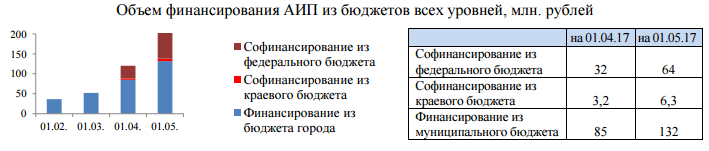 Объем финансирования АИП из бюджетов всех уровней, млн. рублей
200
150
100
50
0
01.02. 01.03. 01.04. 01.05.
Софинансирование из
федерального бюджета
Софинансирование из
краевого бюджета
Финансирование из
бюджета города
на 01.04.17 на 01.05.17
Софинансирование из
федерального бюджета 32 64
Софинансирование из
краевого бюджета 3,2 6,3
Финансирование из
муниципального бюджета 85 132